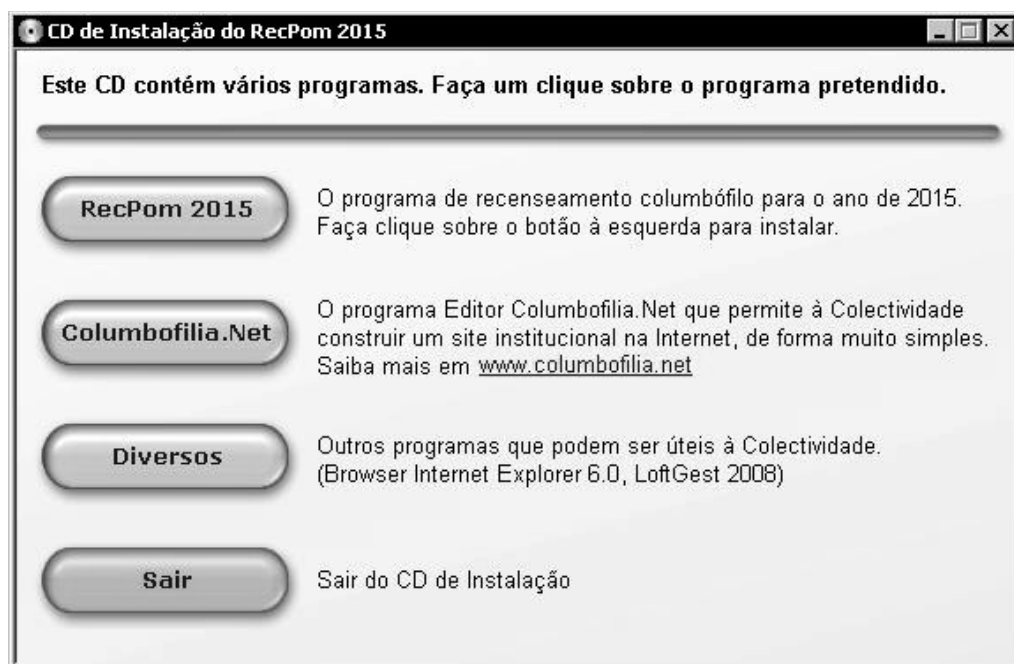 CD de Instalação do RecPom 2015
Este CD contém vários programas. Faça um clique sobre o programa pretendido.
RecPom 2015
O programa de recenseamento columbófilo para o ano de 2015.
Faça clique sobre o botão à esquerda para instalar.
Columbofilia.Net
O programa Editor Columbofilia.Net que permite à Colectividade
construir um site institucional na Internet, de forma muito simples.
Saiba mais em www.columbofilia.net
Diversos
Outros programas que podem ser úteis à Colectividade.
(Browser Internet Explorer 6.0, LoftGest 2008)
Sair
Sair do CD de Instalação